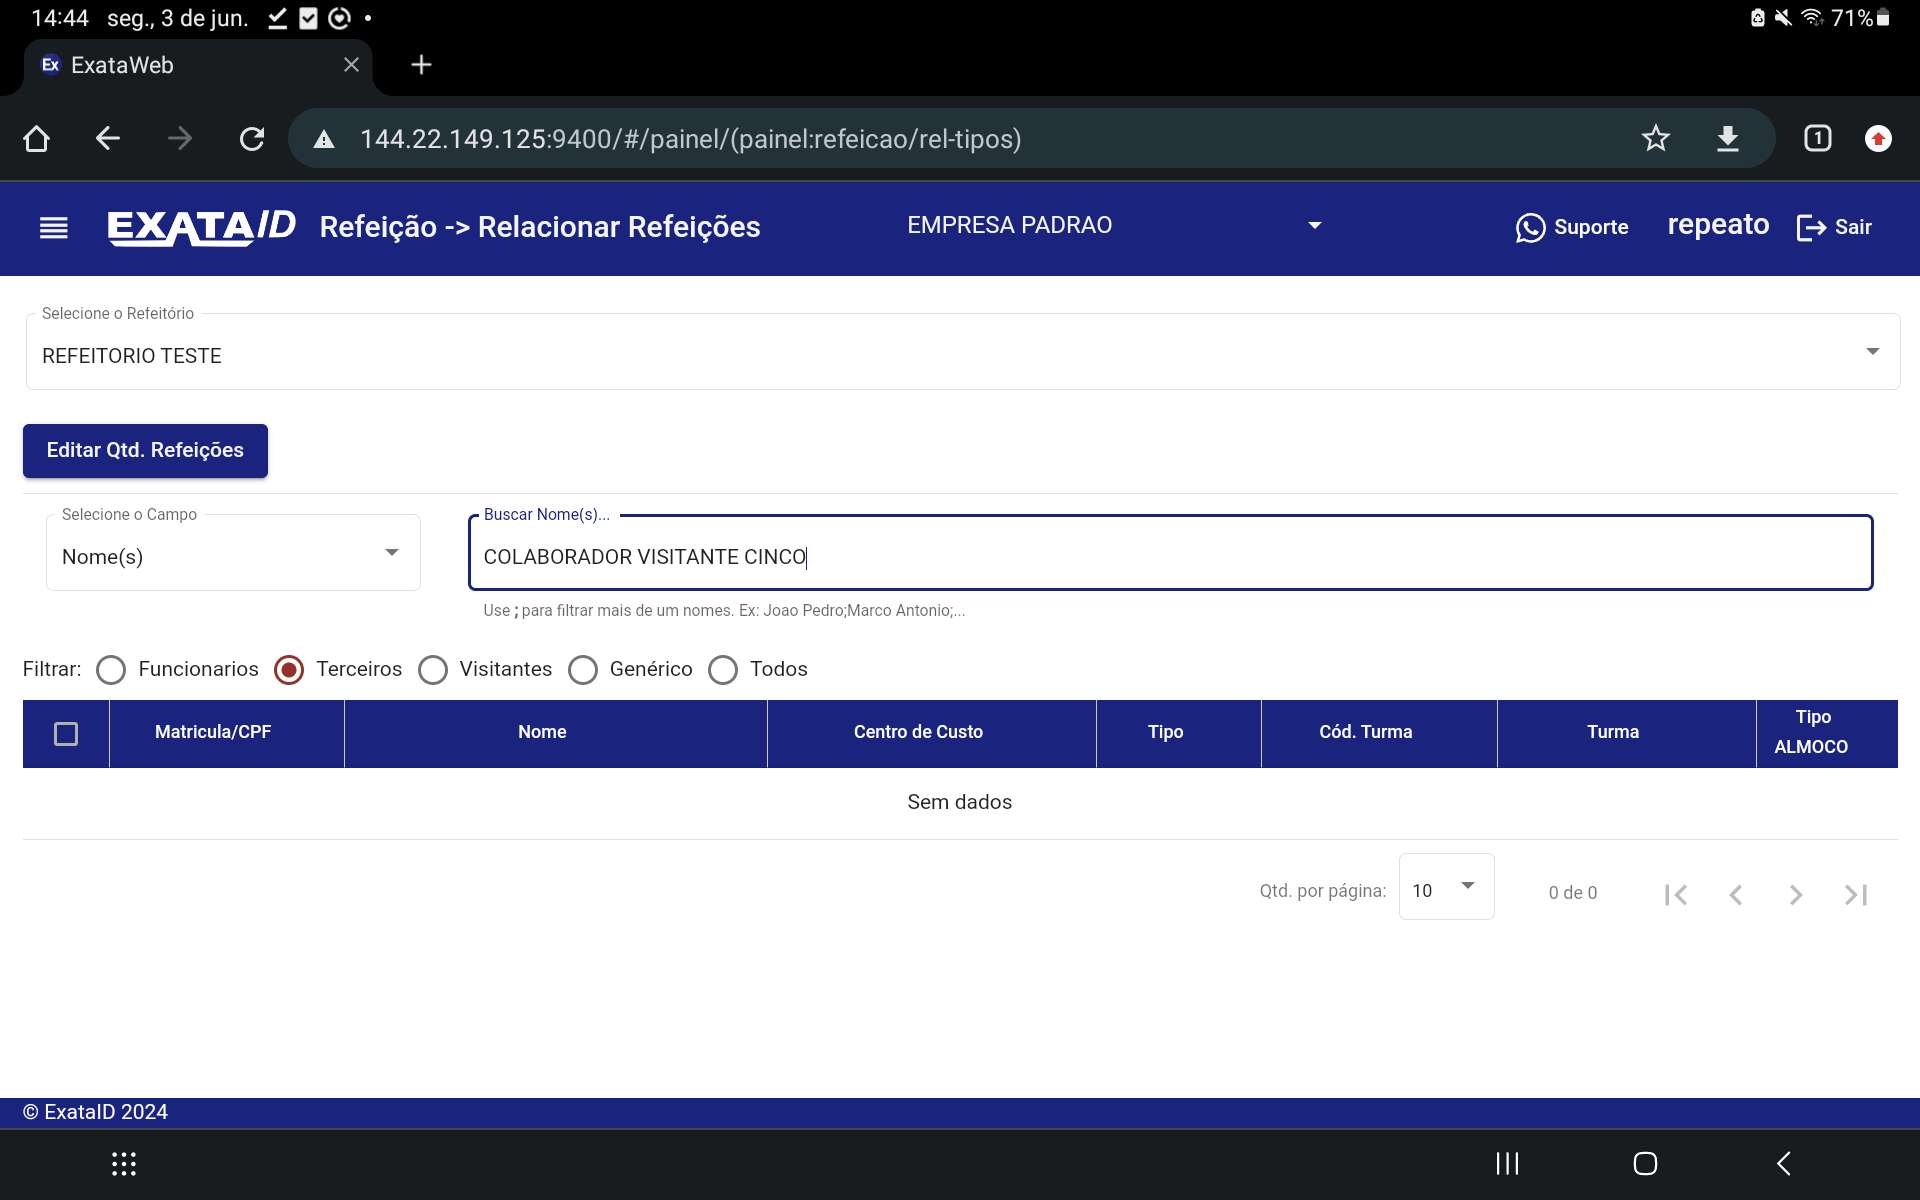 14:44 seg., 3 de jun.
71%
Ex ExataWeb
144.22.149.125:9400/#/painel/(painel:refeicao/rel-tipos)
1
EXATAID Refeição -> Relacionar Refeições EMPRESA PADRAO Suporte repeato Sair
Selecione o Refeitório
REFEITORIO TESTE
Editar Qtd. Refeições
Selecione o Campo
Nome(s)
Buscar Nome(s)...
COLABORADOR VISITANTE CINCO
Use ; para filtrar mais de um nomes. Ex: Joao Pedro;Marco Antonio;...
Filtrar: Funcionarios Terceiros Visitantes Genérico Todos
Matricula/CPF Nome Centro de Custo Tipo Cód. Turma Turma Tipo ALMOCO
Sem dados
Qtd. por página: 10 0 de 0
© ExataID 2024